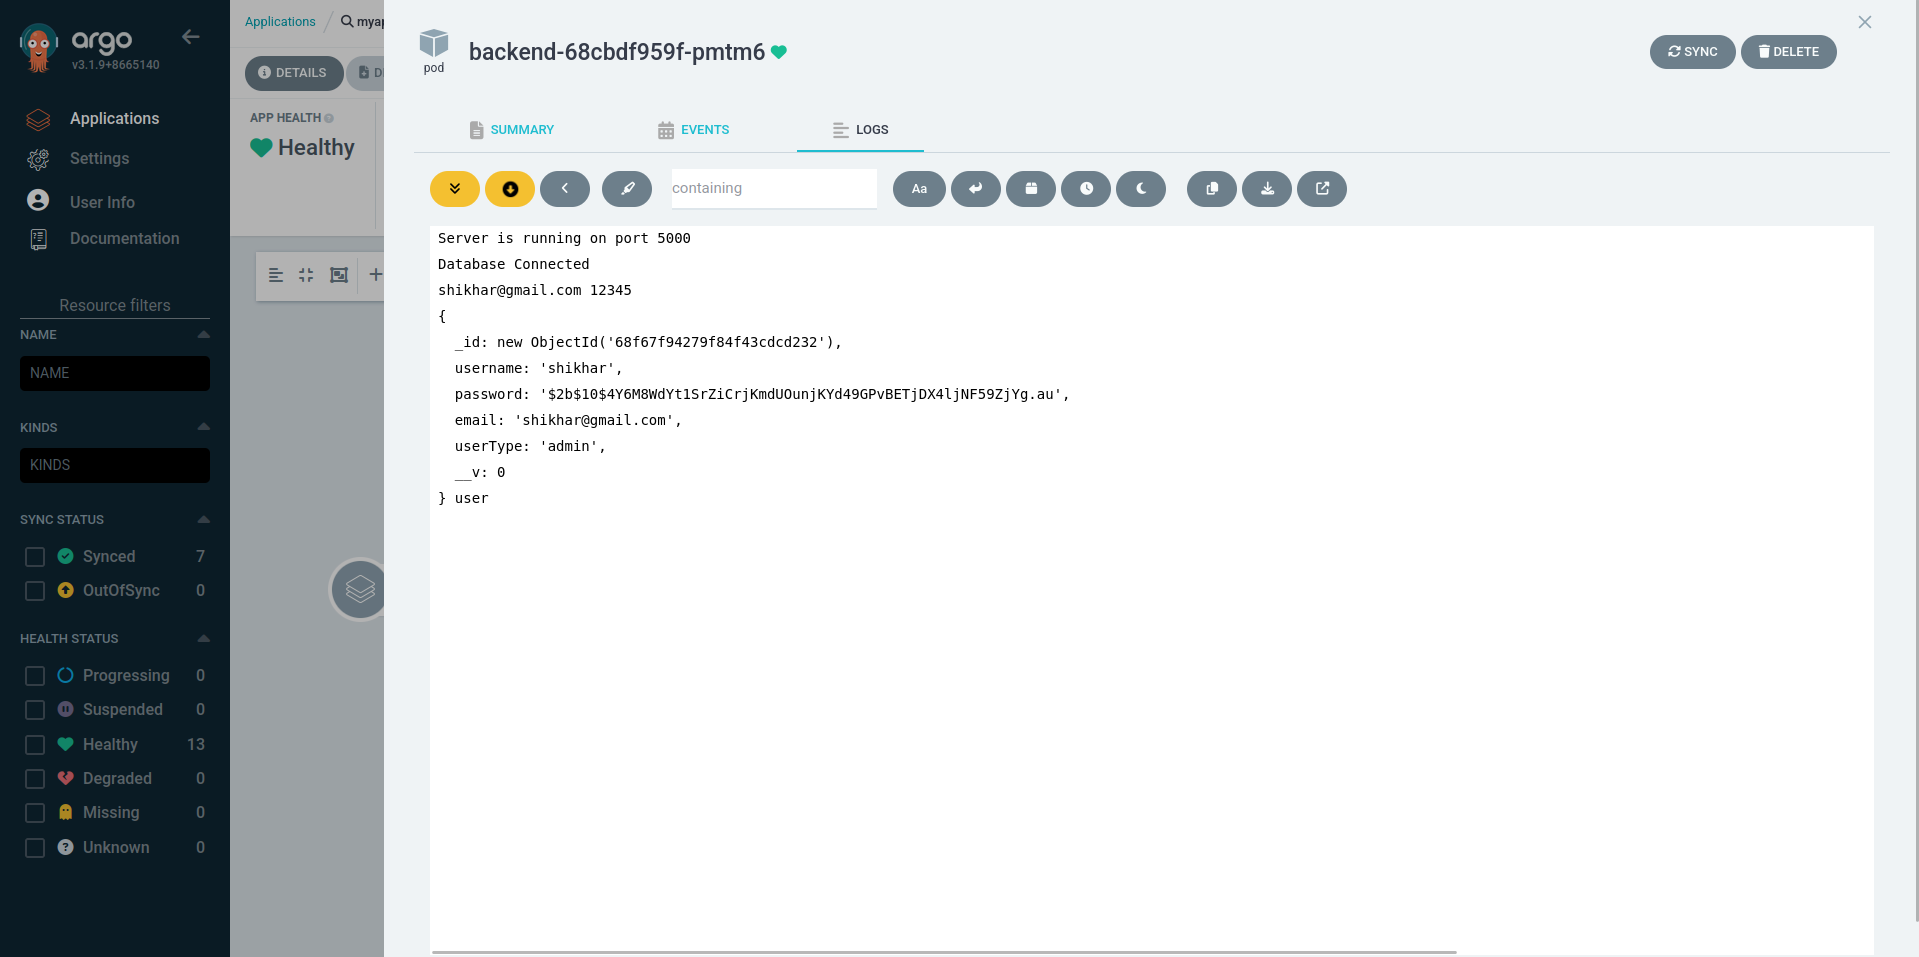 argo
v3.1.9+8665140
Applications
Settings
User Info
Documentation
Resource filters
NAME
NAME
KINDS
KINDS
SYNC STATUS
Synced 7
OutOfSync 0
HEALTH STATUS
Progressing 0
Suspended 0
Healthy 13
Degraded 0
Missing 0
Unknown 0
Applications / myap
DETAILS D
APP HEALTH
Healthy
pod
backend-68cbdf959f-pmtm6
SYNC DELETE
SUMMARY EVENTS LOGS
containing Aa
Server is running on port 5000
Database Connected
shikhar@gmail.com 12345
{
_id: new ObjectId('68f67f94279f84f43cdcd232'),
username: 'shikhar',
password: '$2b$10$4Y6M8WdYt1SrZiCrjKmdUOunjKYd49GPvBETjDX4ljNF59ZjYg.au',
email: 'shikhar@gmail.com',
userType: 'admin',
__v: 0
} user